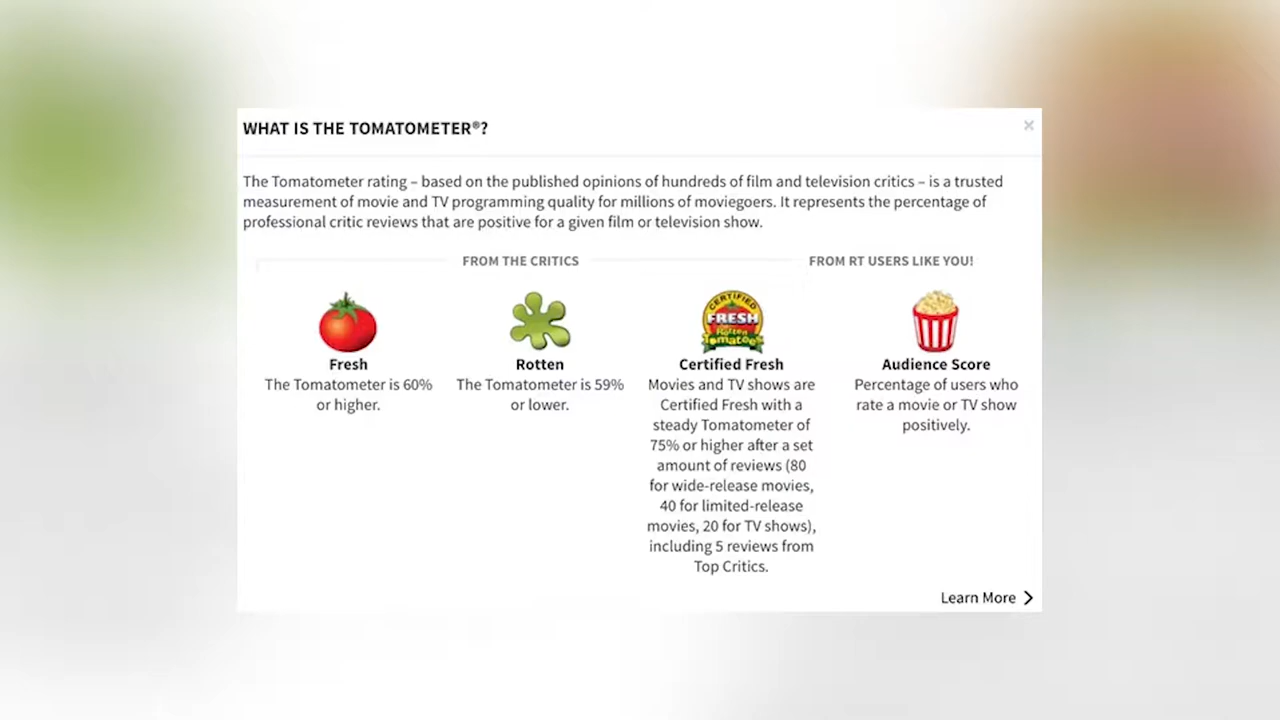 WHAT IS THE TOMATOMETER®?
×
The Tomatometer rating – based on the published opinions of hundreds of film and television critics – is a trusted
measurement of movie and TV programming quality for millions of moviegoers. It represents the percentage of
professional critic reviews that are positive for a given film or television show.
FROM THE CRITICS
FROM RT USERS LIKE YOU!
Fresh
The Tomatometer is 60%
or higher.
Rotten
The Tomatometer is 59%
or lower.
CERTIFIED
FRESH
Rotten
Tomatoes
Certified Fresh
Movies and TV shows are
Certified Fresh with a
steady Tomatometer of
75% or higher after a set
amount of reviews (80
for wide-release movies,
40 for limited-release
movies, 20 for TV shows),
including 5 reviews from
Top Critics.
Audience Score
Percentage of users who
rate a movie or TV show
positively.
Learn More